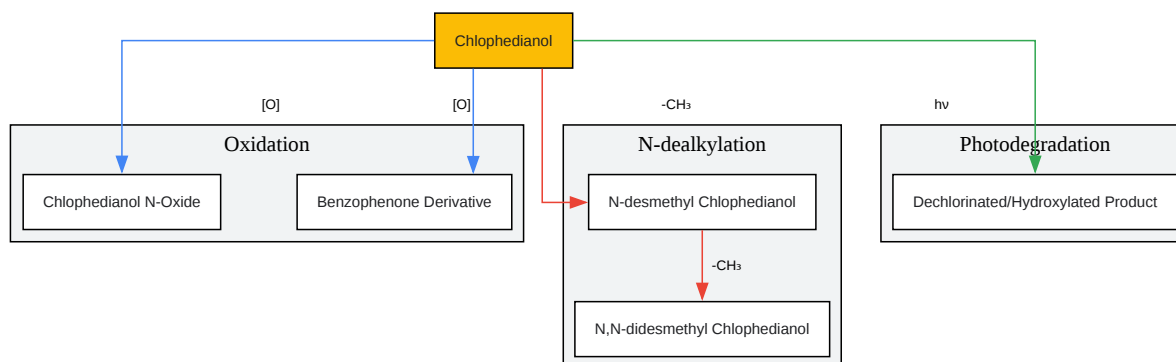 Chlophedianol
[O]
[O]
-CH₃
hν
Oxidation
N-dealkylation
Photodegradation
Chlophedianol N-Oxide
Benzophenone Derivative
N-desmethyl Chlophedianol
Dechlorinated/Hydroxylated Product
-CH₃
N,N-didesmethyl Chlophedianol